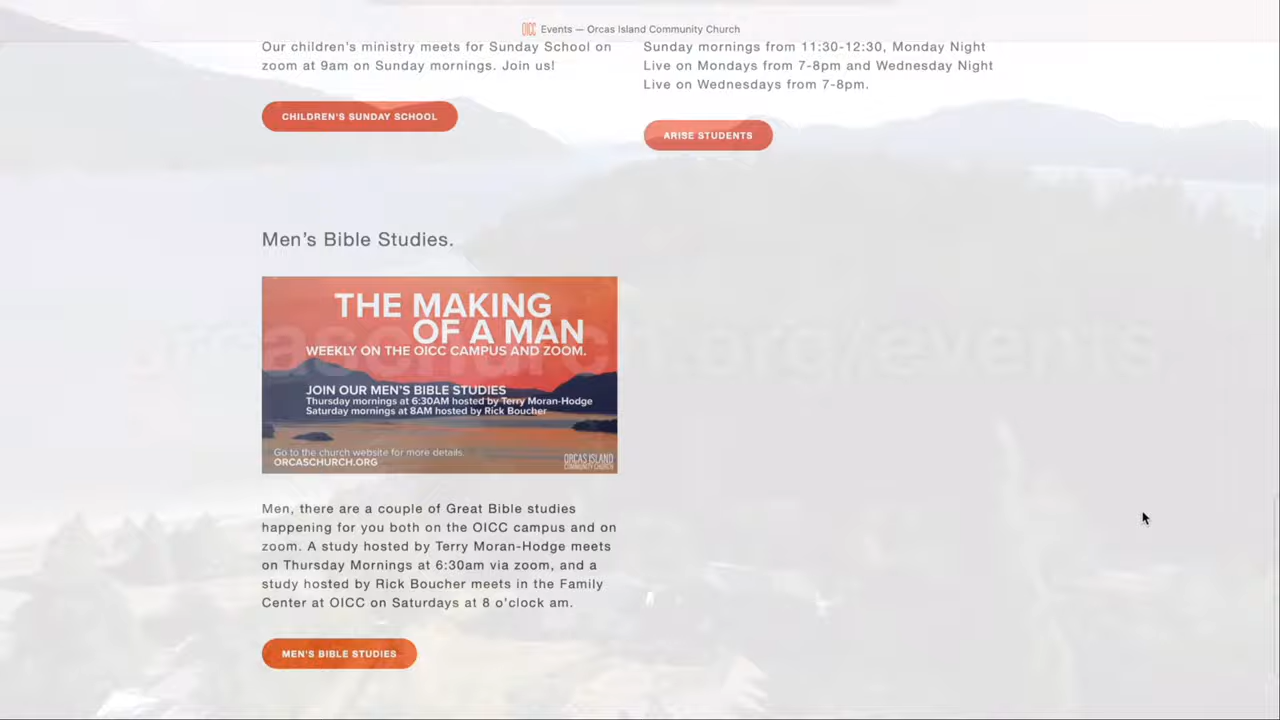 OICC Events — Orcas Island Community Church
Our children's ministry meets for Sunday School on
zoom at 9am on Sunday mornings. Join us!
CHILDREN'S SUNDAY SCHOOL
Sunday mornings from 11:30-12:30, Monday Night
Live on Mondays from 7-8pm and Wednesday Night
Live on Wednesdays from 7-8pm.
ARISE STUDENTS
Men's Bible Studies.
THE MAKING
OF A MAN
WEEKLY ON THE OICC CAMPUS AND ZOOM.
JOIN OUR MEN'S BIBLE STUDIES
Thursday mornings at 6:30AM hosted by Terry Moran-Hodge
Saturday mornings at 8AM hosted by Rick Boucher
Go to the church website for more details.
ORCASCHURCH.ORG
ORCAS ISLAND
COMMUNITY CHURCH
orcaschurch.org/events
Men, there are a couple of Great Bible studies
happening for you both on the OICC campus and on
zoom. A study hosted by Terry Moran-Hodge meets
on Thursday Mornings at 6:30am via zoom, and a
study hosted by Rick Boucher meets in the Family
Center at OICC on Saturdays at 8 o'clock am.
MEN'S BIBLE STUDIES